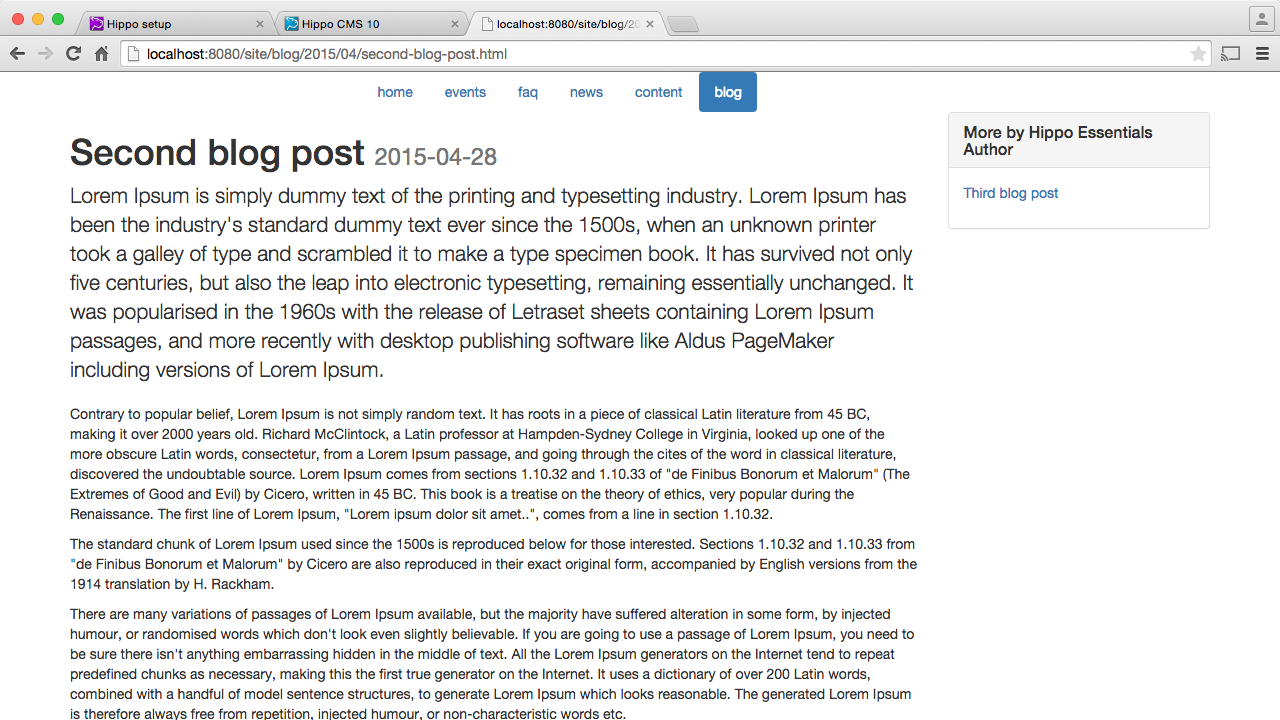 Hippo setup
Hippo CMS 10
localhost:8080/site/blog/20
localhost:8080/site/blog/2015/04/second-blog-post.html
home events faq news content blog
Second blog post 2015-04-28
Lorem Ipsum is simply dummy text of the printing and typesetting industry. Lorem Ipsum has
been the industry's standard dummy text ever since the 1500s, when an unknown printer
took a galley of type and scrambled it to make a type specimen book. It has survived not only
five centuries, but also the leap into electronic typesetting, remaining essentially unchanged. It
was popularised in the 1960s with the release of Letraset sheets containing Lorem Ipsum
passages, and more recently with desktop publishing software like Aldus PageMaker
including versions of Lorem Ipsum.
Contrary to popular belief, Lorem Ipsum is not simply random text. It has roots in a piece of classical Latin literature from 45 BC,
making it over 2000 years old. Richard McClintock, a Latin professor at Hampden-Sydney College in Virginia, looked up one of the
more obscure Latin words, consectetur, from a Lorem Ipsum passage, and going through the cites of the word in classical literature,
discovered the undoubtable source. Lorem Ipsum comes from sections 1.10.32 and 1.10.33 of "de Finibus Bonorum et Malorum" (The
Extremes of Good and Evil) by Cicero, written in 45 BC. This book is a treatise on the theory of ethics, very popular during the
Renaissance. The first line of Lorem Ipsum, "Lorem ipsum dolor sit amet..", comes from a line in section 1.10.32.
The standard chunk of Lorem Ipsum used since the 1500s is reproduced below for those interested. Sections 1.10.32 and 1.10.33 from
"de Finibus Bonorum et Malorum" by Cicero are also reproduced in their exact original form, accompanied by English versions from the
1914 translation by H. Rackham.
There are many variations of passages of Lorem Ipsum available, but the majority have suffered alteration in some form, by injected
humour, or randomised words which don't look even slightly believable. If you are going to use a passage of Lorem Ipsum, you need to
be sure there isn't anything embarrassing hidden in the middle of text. All the Lorem Ipsum generators on the Internet tend to repeat
predefined chunks as necessary, making this the first true generator on the Internet. It uses a dictionary of over 200 Latin words,
combined with a handful of model sentence structures, to generate Lorem Ipsum which looks reasonable. The generated Lorem Ipsum
is therefore always free from repetition, injected humour, or non-characteristic words etc.
More by Hippo Essentials
Author
Third blog post